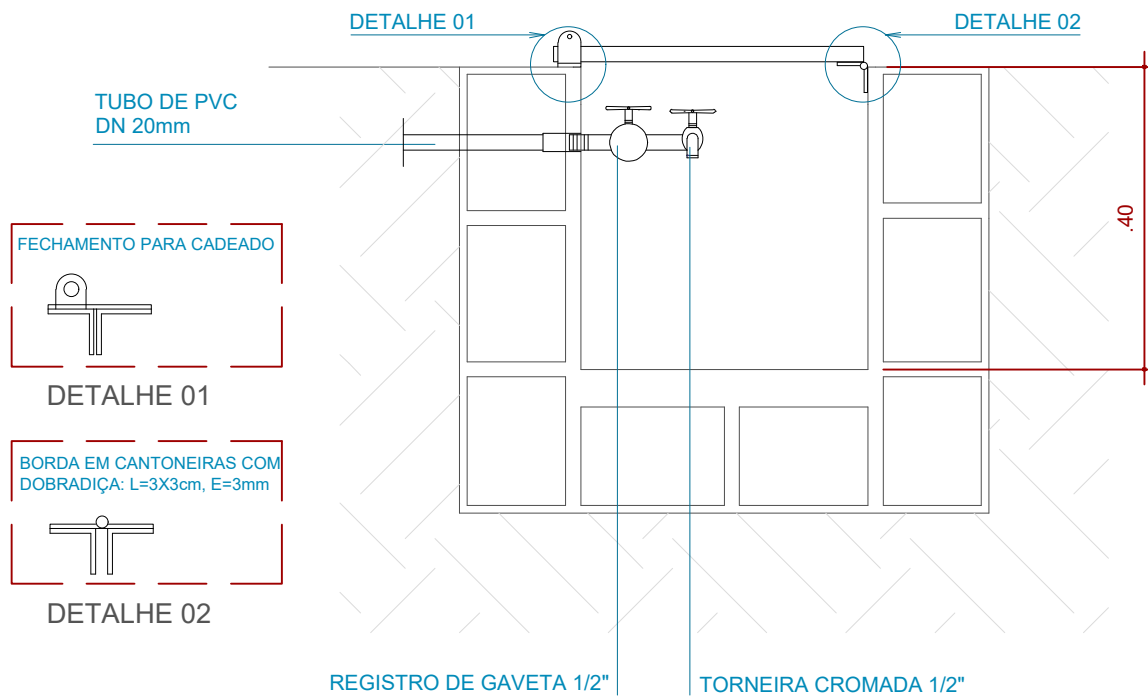 DETALHE 01
DETALHE 02
TUBO DE PVC
DN 20mm
.40
FECHAMENTO PARA CADEADO
DETALHE 01
BORDA EM CANTONEIRAS COM
DOBRADIÇA: L=3X3cm, E=3mm
DETALHE 02
REGISTRO DE GAVETA 1/2"
TORNEIRA CROMADA 1/2"